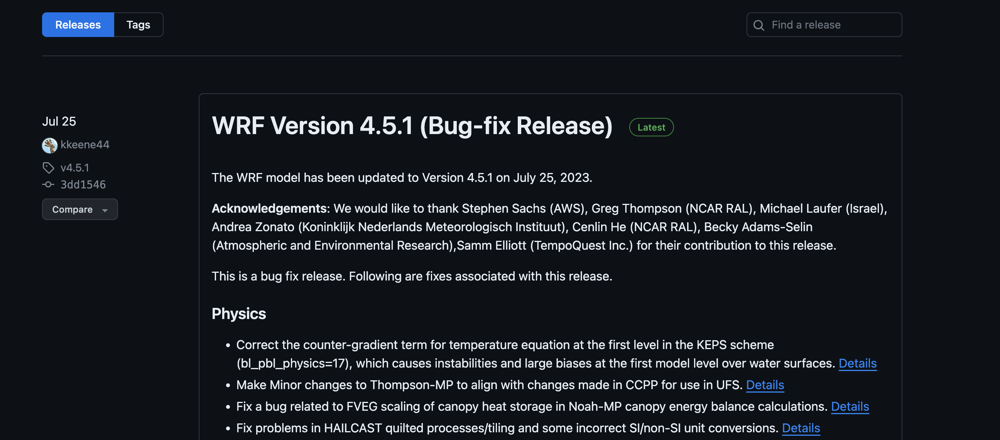 Releases
Tags
Find a release
Jul 25
kkeene44
v4.5.1
3dd1546
Compare
WRF Version 4.5.1 (Bug-fix Release)
Latest
The WRF model has been updated to Version 4.5.1 on July 25, 2023.
Acknowledgements: We would like to thank Stephen Sachs (AWS), Greg Thompson (NCAR RAL), Michael Laufer (Israel),
Andrea Zonato (Koninklijk Nederlands Meteorologisch Instituut), Cenlin He (NCAR RAL), Becky Adams-Selin
(Atmospheric and Environmental Research),Samm Elliott (TempoQuest Inc.) for their contribution to this release.
This is a bug fix release. Following are fixes associated with this release.
Physics
• Correct the counter-gradient term for temperature equation at the first level in the KEPS scheme
(bl_pbl_physics=17), which causes instabilities and large biases at the first model level over water surfaces. Details
• Make Minor changes to Thompson-MP to align with changes made in CCPP for use in UFS. Details
• Fix a bug related to FVEG scaling of canopy heat storage in Noah-MP canopy energy balance calculations. Details
• Fix problems in HAILCAST quilted processes/tiling and some incorrect SI/non-SI unit conversions. Details